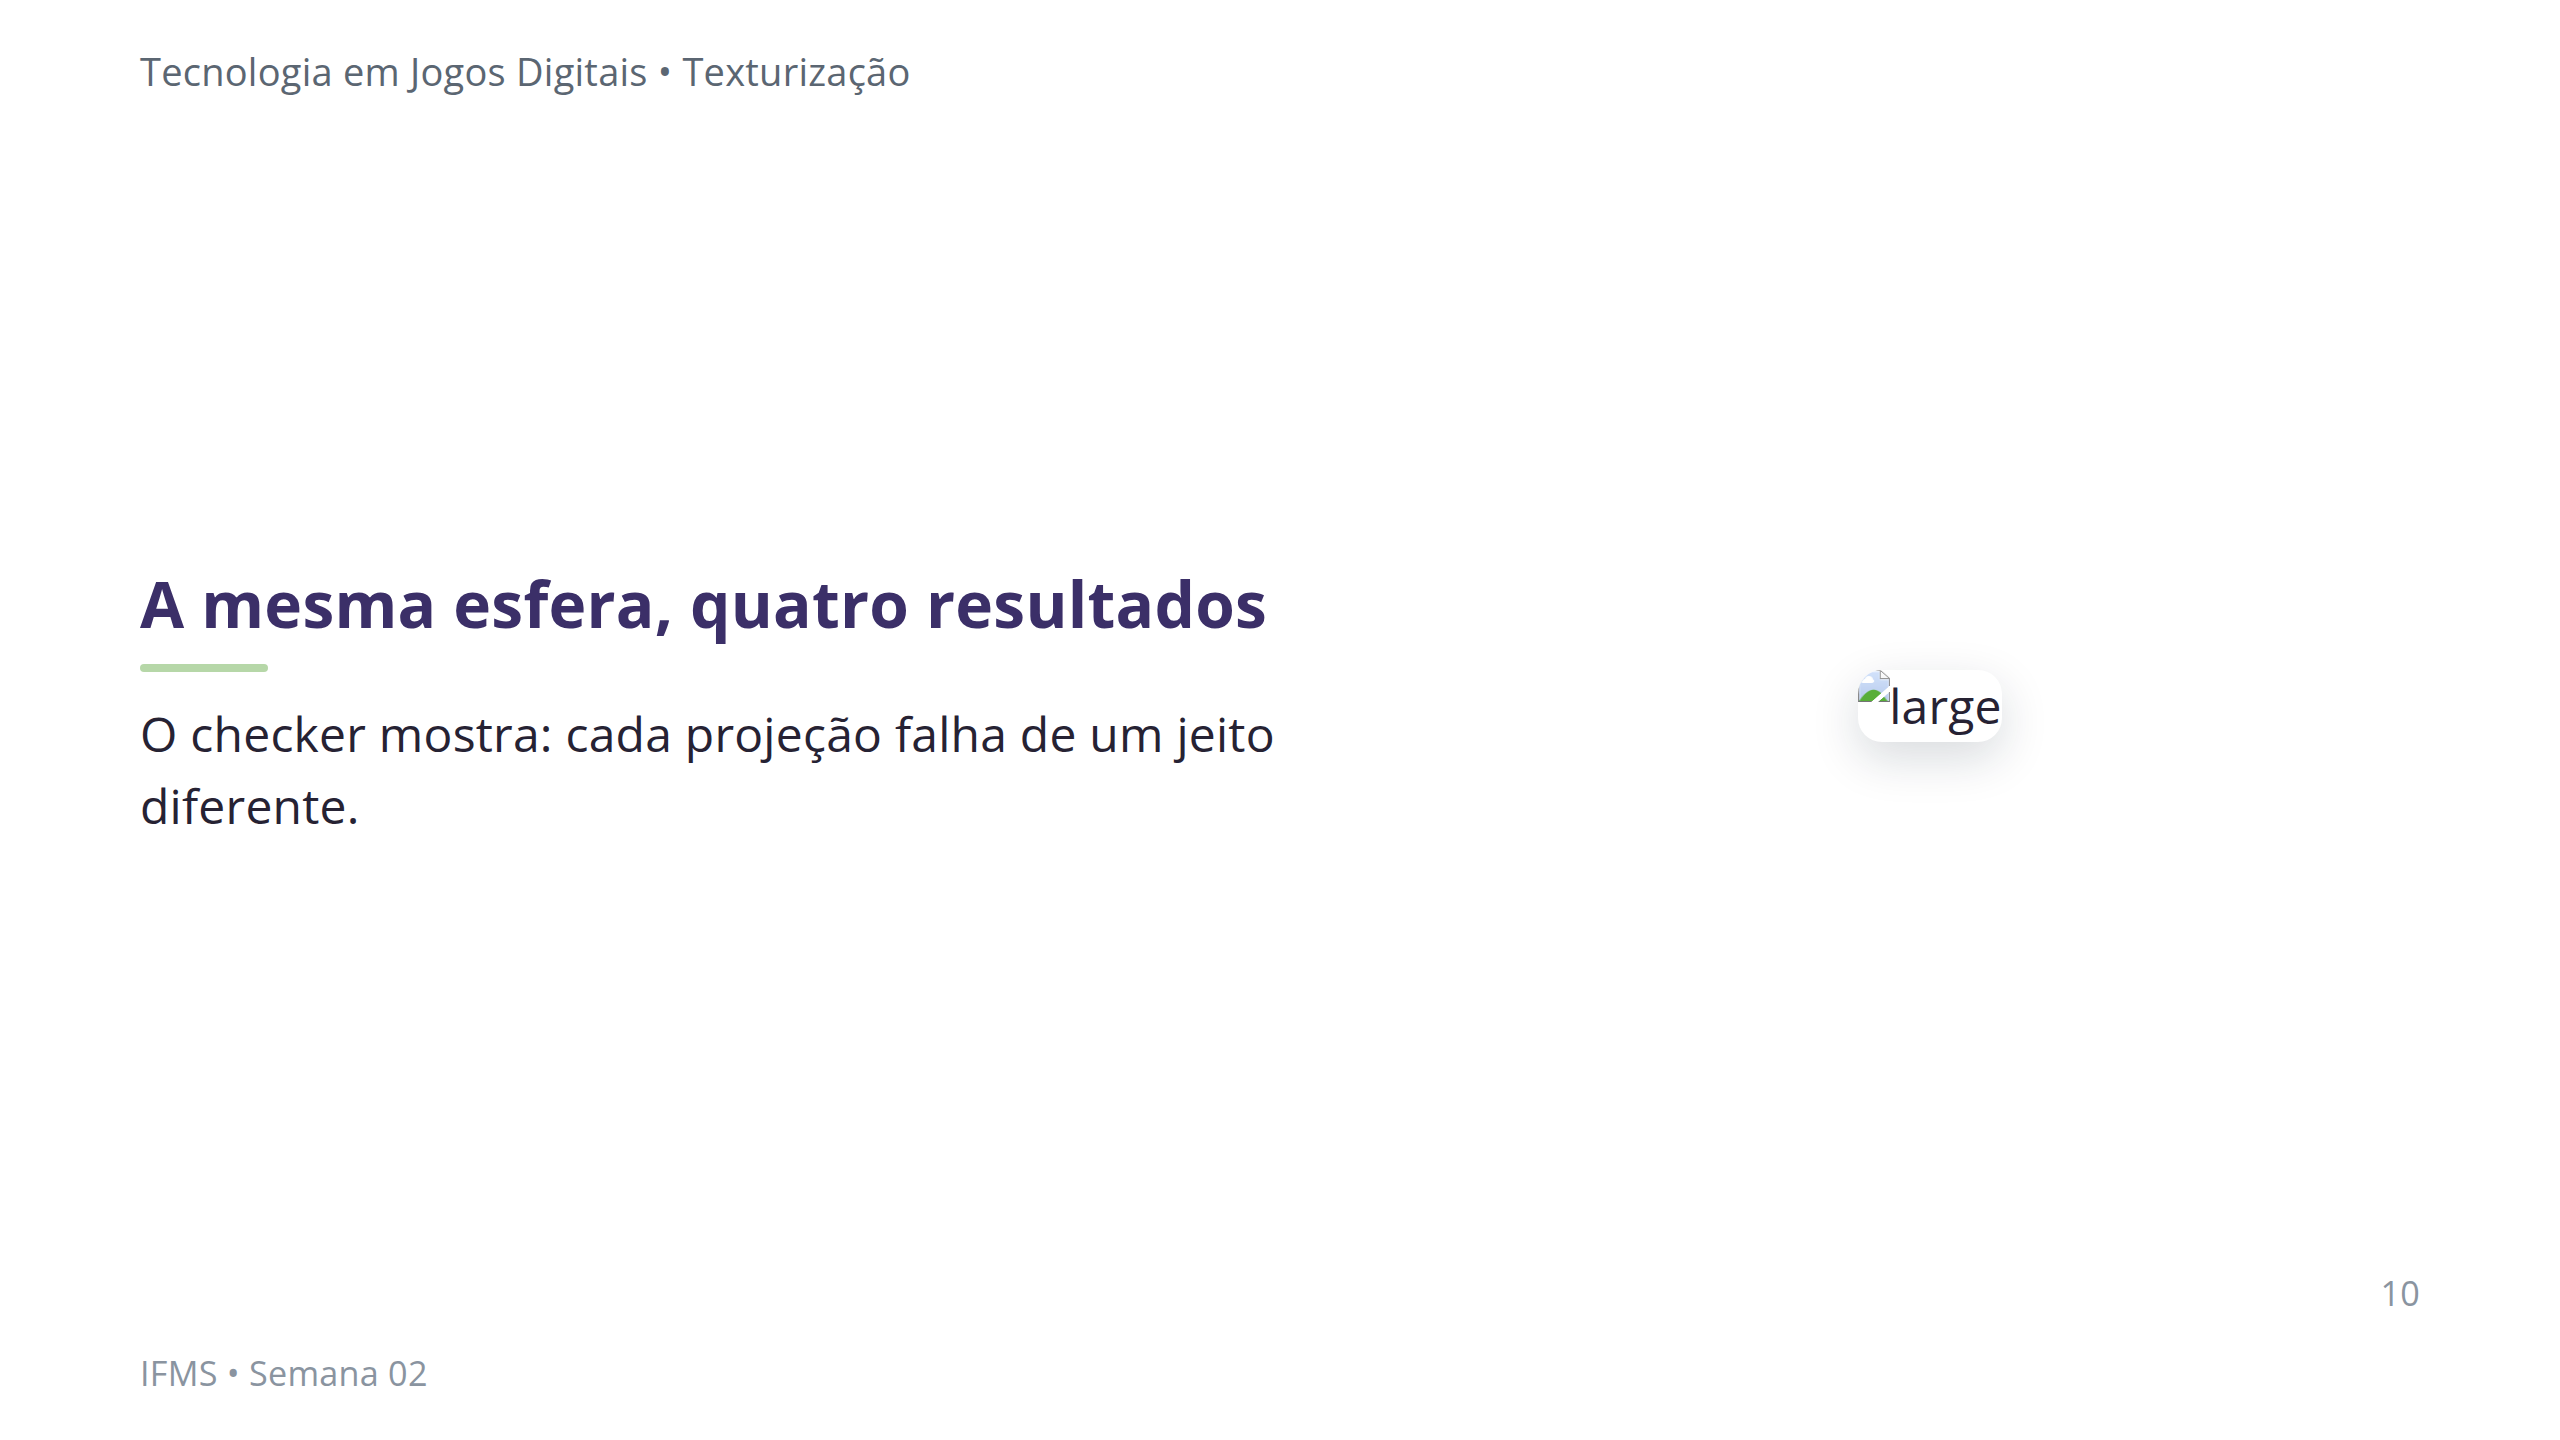 Tecnologia em Jogos Digitais • Texturização
A mesma esfera, quatro resultados
O checker mostra: cada projeção falha de um jeito
diferente.
large
10
IFMS • Semana 02